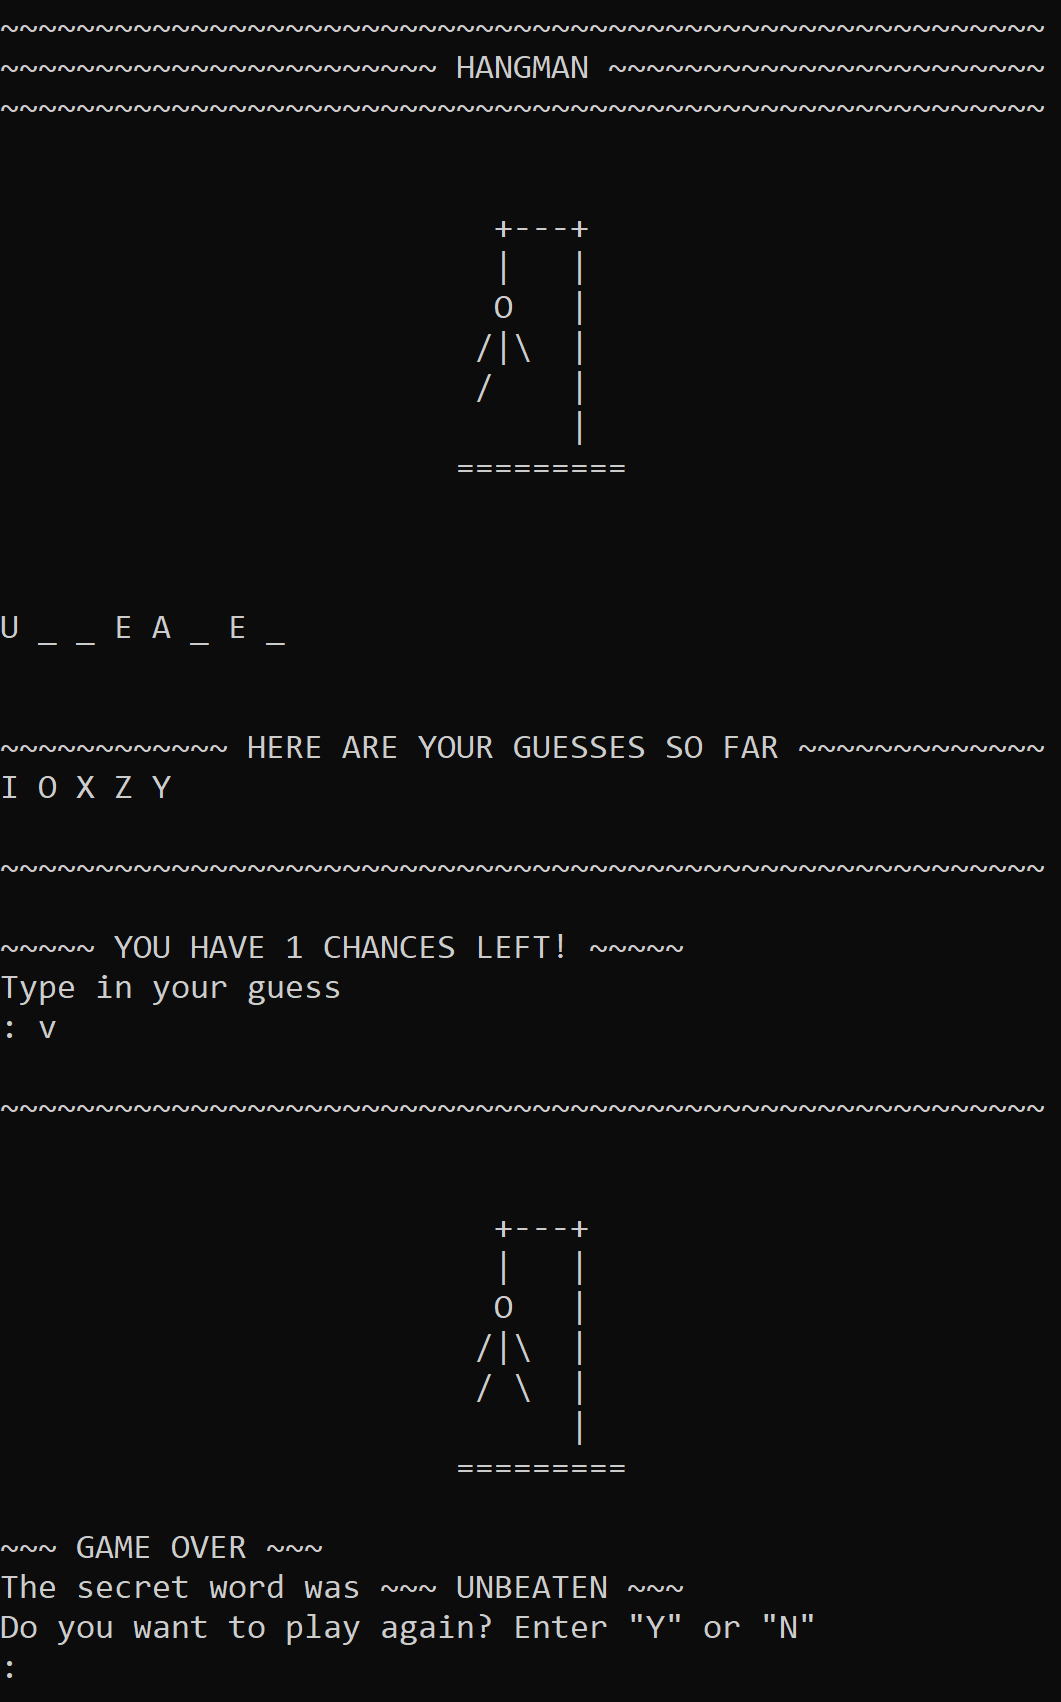 ~~~~~~~~~~~~~~~~~~~~~~~~~~~~~~~~~~~~~~~~~~~~~~~~~~~~~~~
~~~~~~~~~~~~~~~~~~~~~~~ HANGMAN ~~~~~~~~~~~~~~~~~~~~~~~
~~~~~~~~~~~~~~~~~~~~~~~~~~~~~~~~~~~~~~~~~~~~~~~~~~~~~~~
                          +---+
                          |   |
                          O   |
                         /|\  |
                         /    |
                              |
                        =========
U _ _ E A _ E _
~~~~~~~~~~~~ HERE ARE YOUR GUESSES SO FAR ~~~~~~~~~~~~~
I O X Z Y
~~~~~~~~~~~~~~~~~~~~~~~~~~~~~~~~~~~~~~~~~~~~~~~~~~~~~~~
~~~~~ YOU HAVE 1 CHANCES LEFT! ~~~~~
Type in your guess
: v
~~~~~~~~~~~~~~~~~~~~~~~~~~~~~~~~~~~~~~~~~~~~~~~~~~~~~~~
                          +---+
                          |   |
                          O   |
                         /|\  |
                         / \  |
                              |
                        =========
~~~ GAME OVER ~~~
The secret word was ~~~ UNBEATEN ~~~
Do you want to play again? Enter "Y" or "N"
: